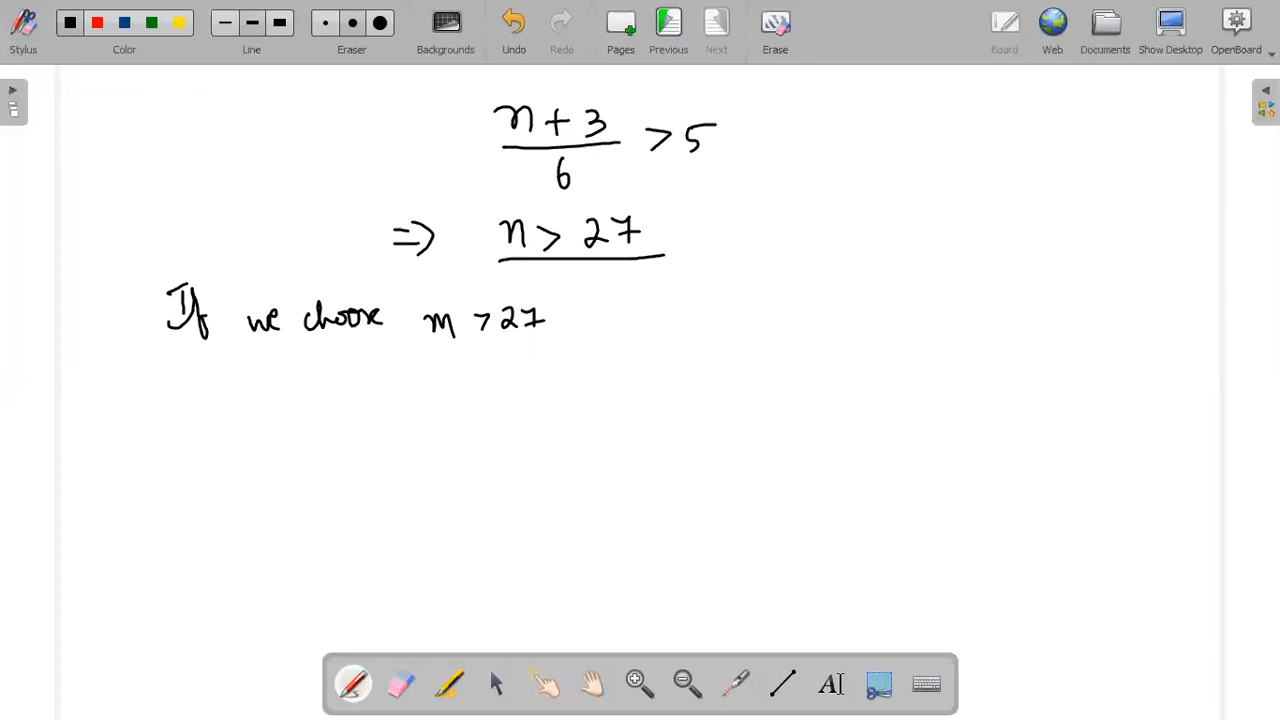 Stylus Color Line Eraser Backgrounds Undo Redo Pages Previous Next Erase Board Web Documents Show Desktop OpenBoard
n + 3
6
> 5
=> n > 27
If we choose m > 27